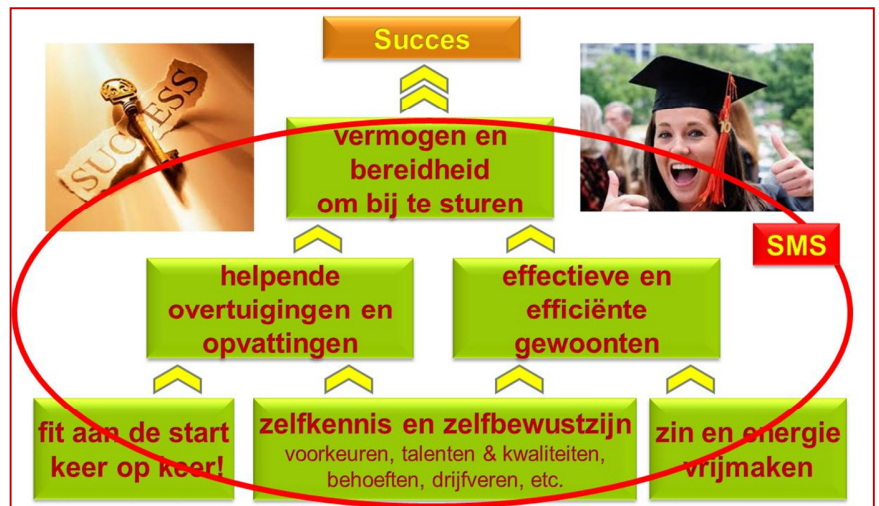 Succes
SUCCESS
vermogen en
bereidheid
om bij te sturen
SMS
helpende
overtuigingen en
opvattingen
effectieve en
efficiënte
gewoonten
fit aan de start
keer op keer!
zelfkennis en zelfbewustzijn
voorkeuren, talenten & kwaliteiten,
behoeften, drijfveren, etc.
zin en energie
vrijmaken